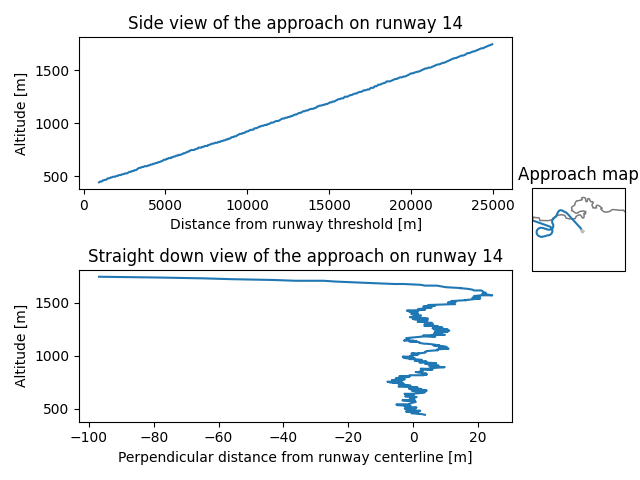 Side view of the approach on runway 14
Altitude [m]
1500
1000
500
0 5000 10000 15000 20000 25000
Distance from runway threshold [m]
Approach map
Straight down view of the approach on runway 14
Altitude [m]
1500
1000
500
−100 −80 −60 −40 −20 0 20
Perpendicular distance from runway centerline [m]